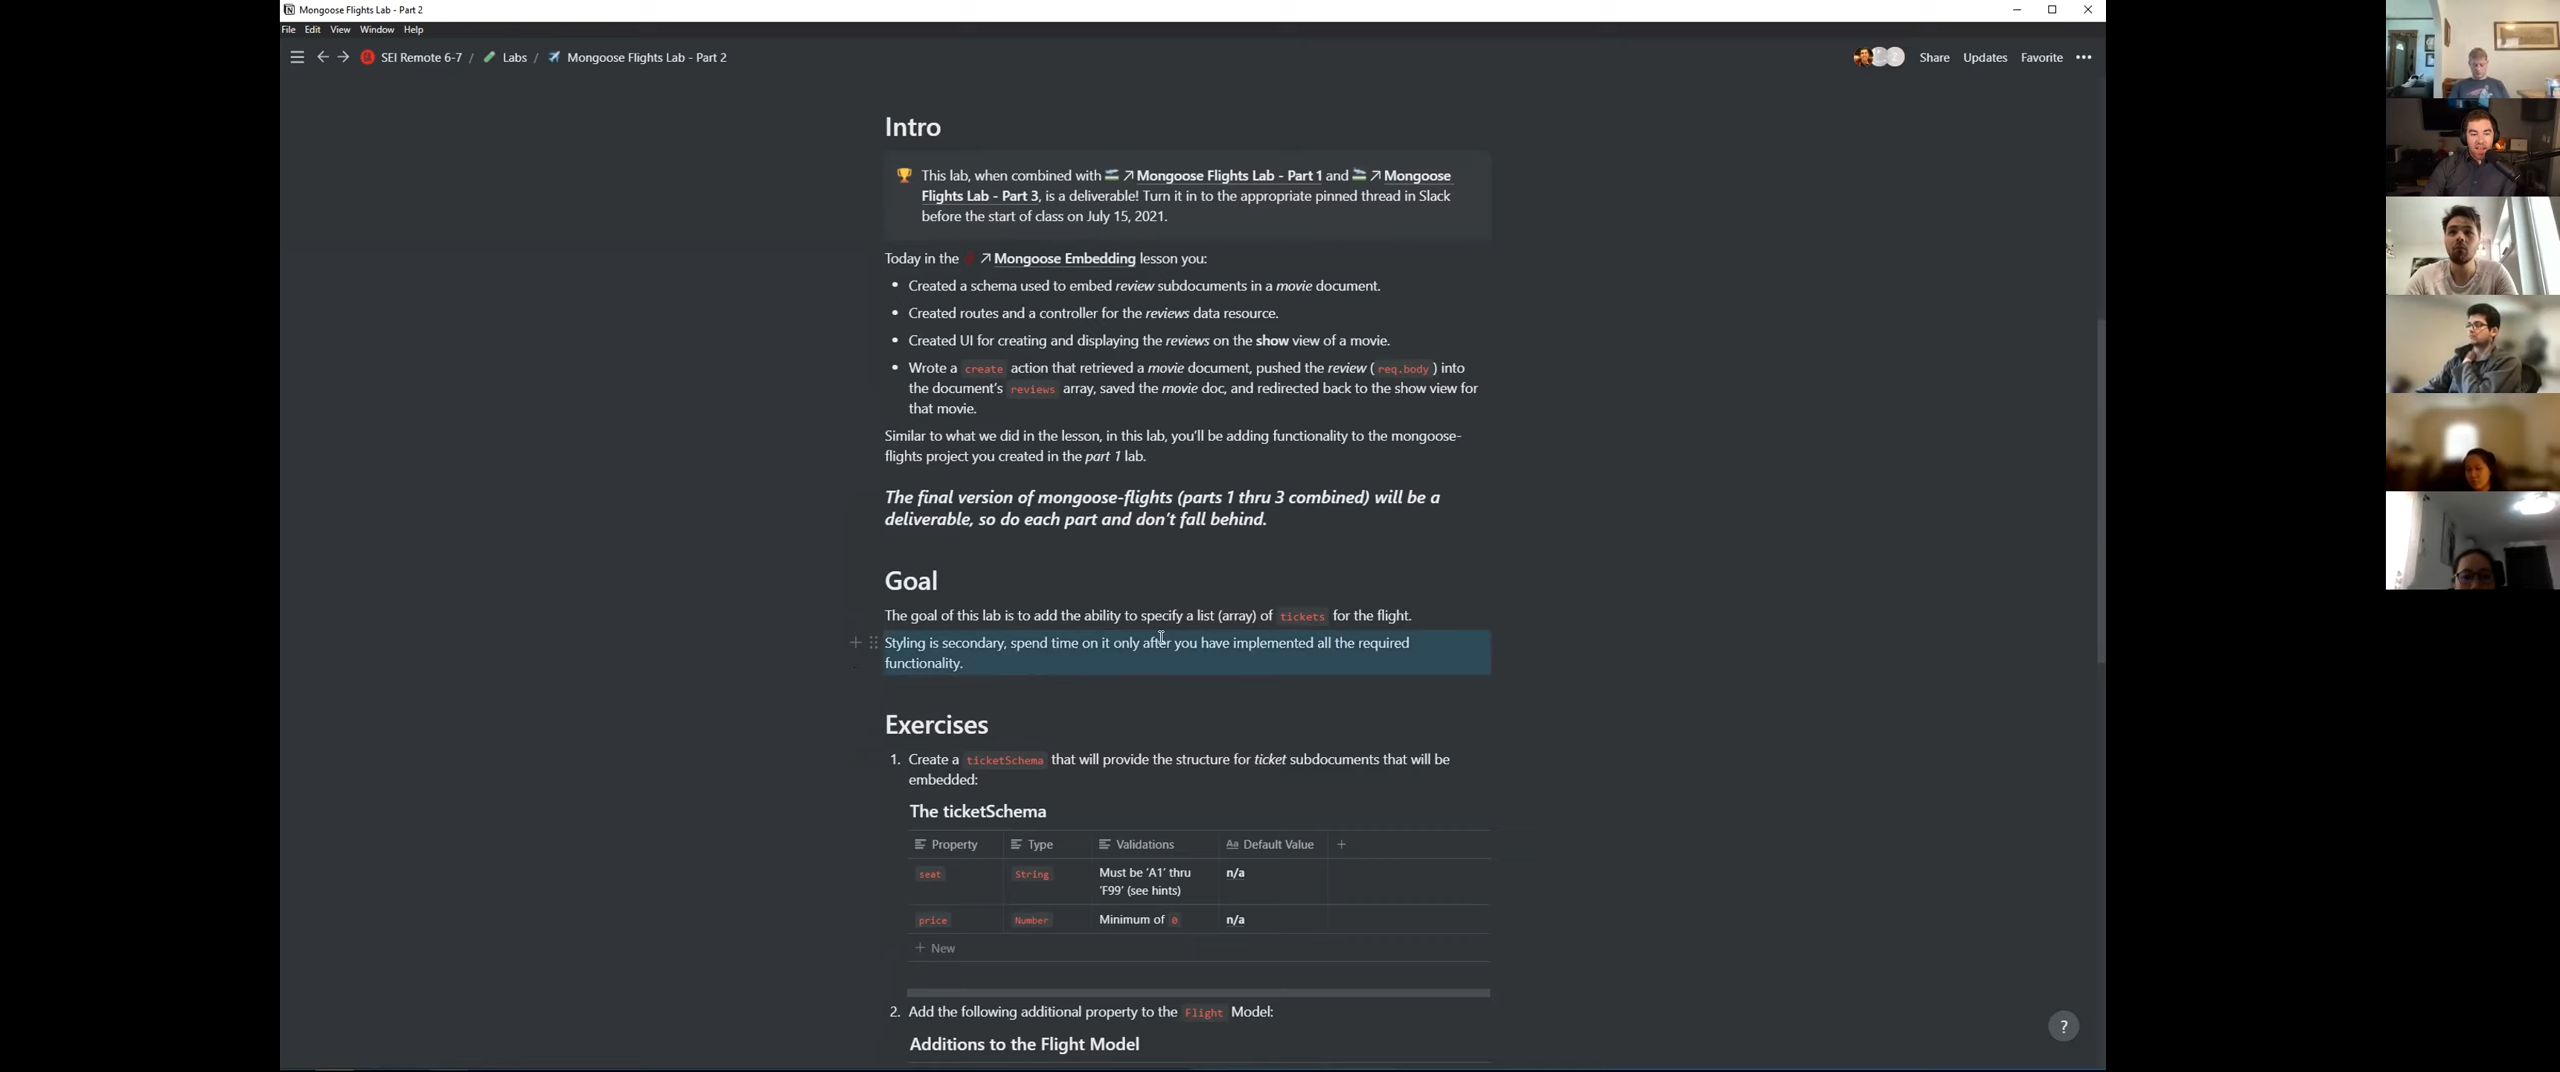 Mongoose Flights Lab - Part 2
File Edit View Window Help
SEI Remote 6-7 / Labs / Mongoose Flights Lab - Part 2
2 Share Updates Favorite
Intro
This lab, when combined with Mongoose Flights Lab - Part 1 and Mongoose
Flights Lab - Part 3, is a deliverable! Turn it in to the appropriate pinned thread in Slack
before the start of class on July 15, 2021.
Today in the Mongoose Embedding lesson you:
• Created a schema used to embed review subdocuments in a movie document.
• Created routes and a controller for the reviews data resource.
• Created UI for creating and displaying the reviews on the show view of a movie.
• Wrote a create action that retrieved a movie document, pushed the review ( req.body ) into
the document's reviews array, saved the movie doc, and redirected back to the show view for
that movie.
Similar to what we did in the lesson, in this lab, you'll be adding functionality to the mongoose-
flights project you created in the part 1 lab.
The final version of mongoose-flights (parts 1 thru 3 combined) will be a
deliverable, so do each part and don't fall behind.
Goal
The goal of this lab is to add the ability to specify a list (array) of tickets for the flight.
Styling is secondary, spend time on it only after you have implemented all the required
functionality.
Exercises
1. Create a ticketSchema that will provide the structure for ticket subdocuments that will be
embedded:
The ticketSchema
Property Type Validations Aa Default Value +
seat String Must be 'A1' thru n/a
'F99' (see hints)
price Number Minimum of 0 n/a
+ New
2. Add the following additional property to the Flight Model:
Additions to the Flight Model
?